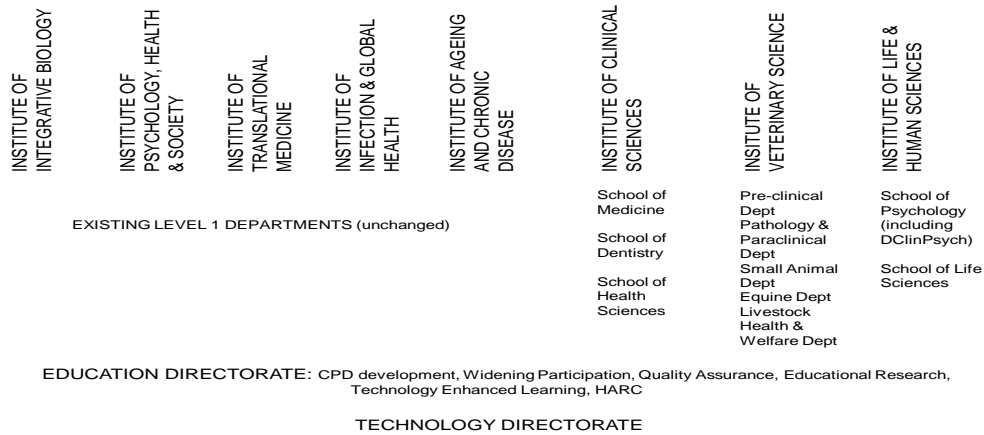 INSTITUTE OF
INTEGRATIVE BIOLOGY
INSTITUTE OF
PSYCHOLOGY, HEALTH
& SOCIETY
INSTITUTE OF
TRANSLATIONAL
MEDICINE
INSTITUTE OF
INFECTION & GLOBAL
HEALTH
INSTITUTE OF AGEING
AND CHRONIC
DISEASE
INSTITUTE OF CLINICAL
SCIENCES
INSITUTE OF
VETERINARY SCIENCE
INSTITUTE OF LIFE &
HUMAN SCIENCES
EXISTING LEVEL 1 DEPARTMENTS (unchanged)
School of
Medicine
School of
Dentistry
School of
Health
Sciences
Pre-clinical
Dept
Pathology &
Paraclinical
Dept
Small Animal
Dept
Equine Dept
Livestock
Health &
Welfare Dept
School of
Psychology
(including
DClinPsych)
School of Life
Sciences
EDUCATION DIRECTORATE: CPD development, Widening Participation, Quality Assurance, Educational Research,
Technology Enhanced Learning, HARC
TECHNOLOGY DIRECTORATE